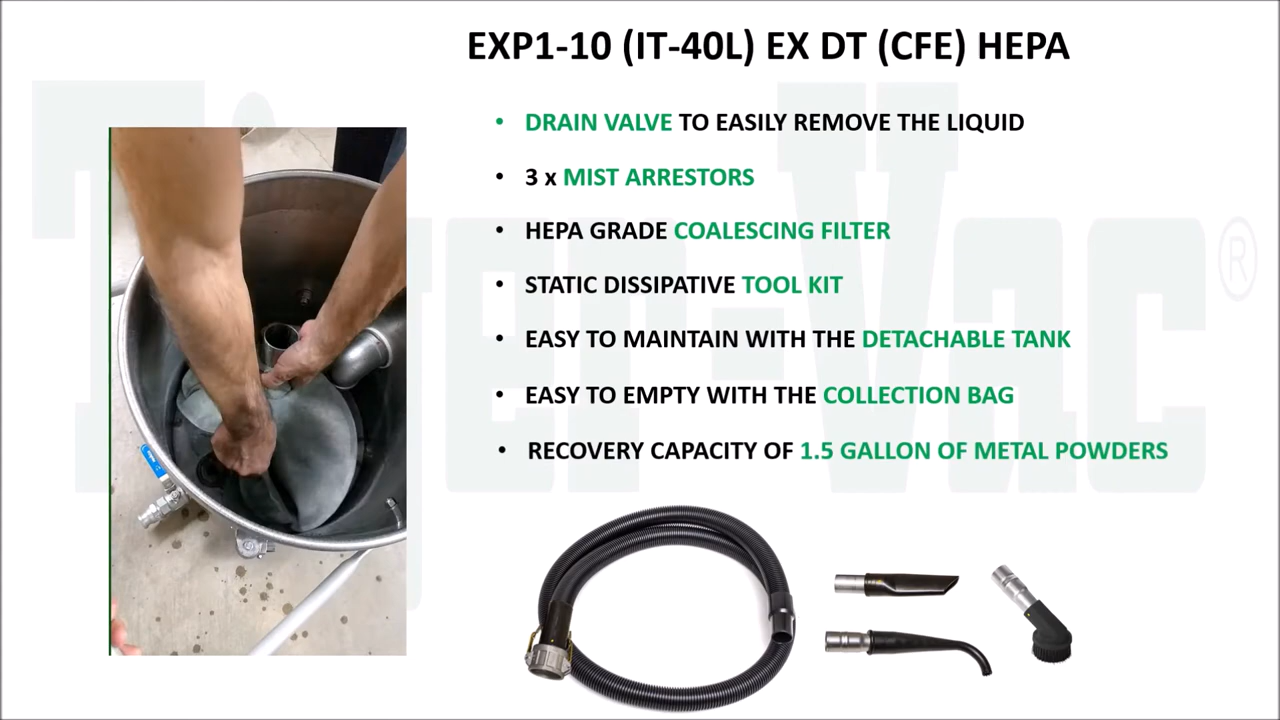 EXP1-10 (IT-40L) EX DT (CFE) HEPA
• DRAIN VALVE TO EASILY REMOVE THE LIQUID
• 3 x MIST ARRESTORS
• HEPA GRADE COALESCING FILTER
• STATIC DISSIPATIVE TOOL KIT
• EASY TO MAINTAIN WITH THE DETACHABLE TANK
• EASY TO EMPTY WITH THE COLLECTION BAG
• RECOVERY CAPACITY OF 1.5 GALLON OF METAL POWDERS
Tiger-Vac®